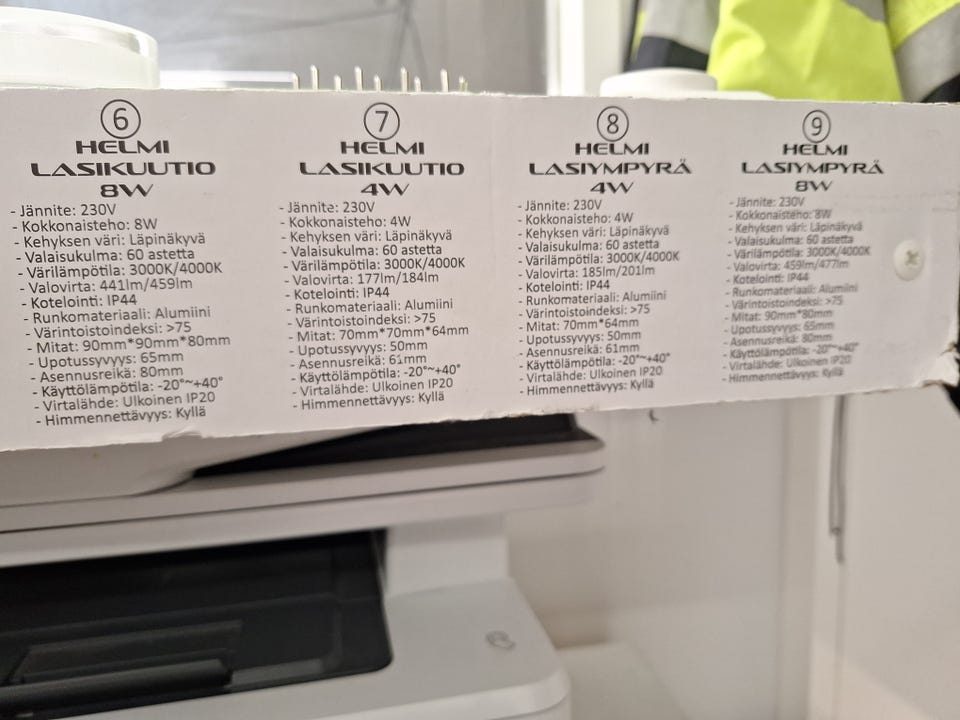 6
HELMI
LASIKUUTIO
8W
- Jännite: 230V
- Kokkonaisteho: 8W
- Kehyksen väri: Läpinäkyvä
- Valaisukulma: 60 astetta
- Värilämpötila: 3000K/4000K
- Valovirta: 441lm/459lm
- Kotelointi: IP44
- Runkomateriaali: Alumiini
- Värintoistoindeksi: >75
- Mitat: 90mm*90mm*80mm
- Upotussyvyys: 65mm
- Asennusreikä: 80mm
- Käyttölämpötila: -20°~+40°
- Virtalähde: Ulkoinen IP20
- Himmennettävyys: Kyllä
7
HELMI
LASIKUUTIO
4W
- Jännite: 230V
- Kokkonaisteho: 4W
- Kehyksen väri: Läpinäkyvä
- Valaisukulma: 60 astetta
- Värilämpötila: 3000K/4000K
- Valovirta: 177lm/184lm
- Kotelointi: IP44
- Runkomateriaali: Alumiini
- Värintoistoindeksi: >75
- Mitat: 70mm*70mm*64mm
- Upotussyvyys: 50mm
- Asennusreikä: 61mm
- Käyttölämpötila: -20°~+40°
- Virtalähde: Ulkoinen IP20
- Himmennettävyys: Kyllä
8
HELMI
LASIYMPYRÄ
4W
- Jännite: 230V
- Kokkonaisteho: 4W
- Kehyksen väri: Läpinäkyvä
- Valaisukulma: 60 astetta
- Värilämpötila: 3000K/4000K
- Valovirta: 185lm/201lm
- Kotelointi: IP44
- Runkomateriaali: Alumiini
- Värintoistoindeksi: >75
- Mitat: 70mm*64mm
- Upotussyvyys: 50mm
- Asennusreikä: 61mm
- Käyttölämpötila: -20°~+40°
- Virtalähde: Ulkoinen IP20
- Himmennettävyys: Kyllä
9
HELMI
LASIYMPYRÄ
8W
- Jännite: 230V
- Kokkonaisteho: 8W
- Kehyksen väri: Läpinäkyvä
- Valaisukulma: 60 astetta
- Värilämpötila: 3000K/4000K
- Valovirta: 459lm/477lm
- Kotelointi: IP44
- Runkomateriaali: Alumiini
- Värintoistoindeksi: >75
- Mitat: 90mm*80mm
- Upotussyvyys: 65mm
- Asennusreikä: 80mm
- Käyttölämpötila: -20°~+40°
- Virtalähde: Ulkoinen IP20
- Himmennettävyys: Kyllä